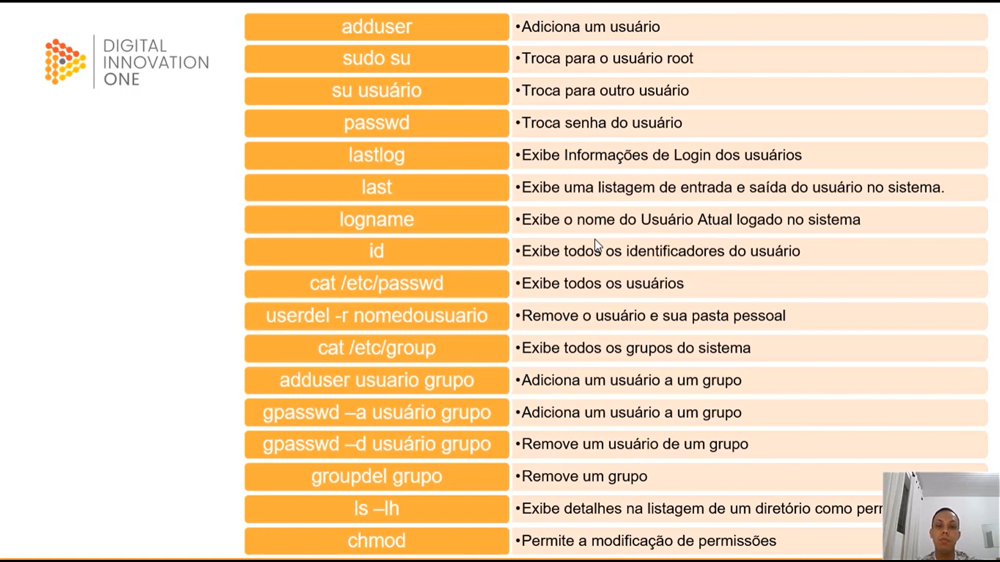 DIGITAL
INNOVATION
ONE
adduser
•Adiciona um usuário
sudo su
•Troca para o usuário root
su usuário
•Troca para outro usuário
passwd
•Troca senha do usuário
lastlog
•Exibe Informações de Login dos usuários
last
•Exibe uma listagem de entrada e saída do usuário no sistema.
logname
•Exibe o nome do Usuário Atual logado no sistema
id
•Exibe todos os identificadores do usuário
cat /etc/passwd
•Exibe todos os usuários
userdel -r nomedousuario
•Remove o usuário e sua pasta pessoal
cat /etc/group
•Exibe todos os grupos do sistema
adduser usuario grupo
•Adiciona um usuário a um grupo
gpasswd –a usuário grupo
•Adiciona um usuário a um grupo
gpasswd –d usuário grupo
•Remove um usuário de um grupo
groupdel grupo
•Remove um grupo
ls –lh
•Exibe detalhes na listagem de um diretório como
chmod
•Permite a modificação de permissões